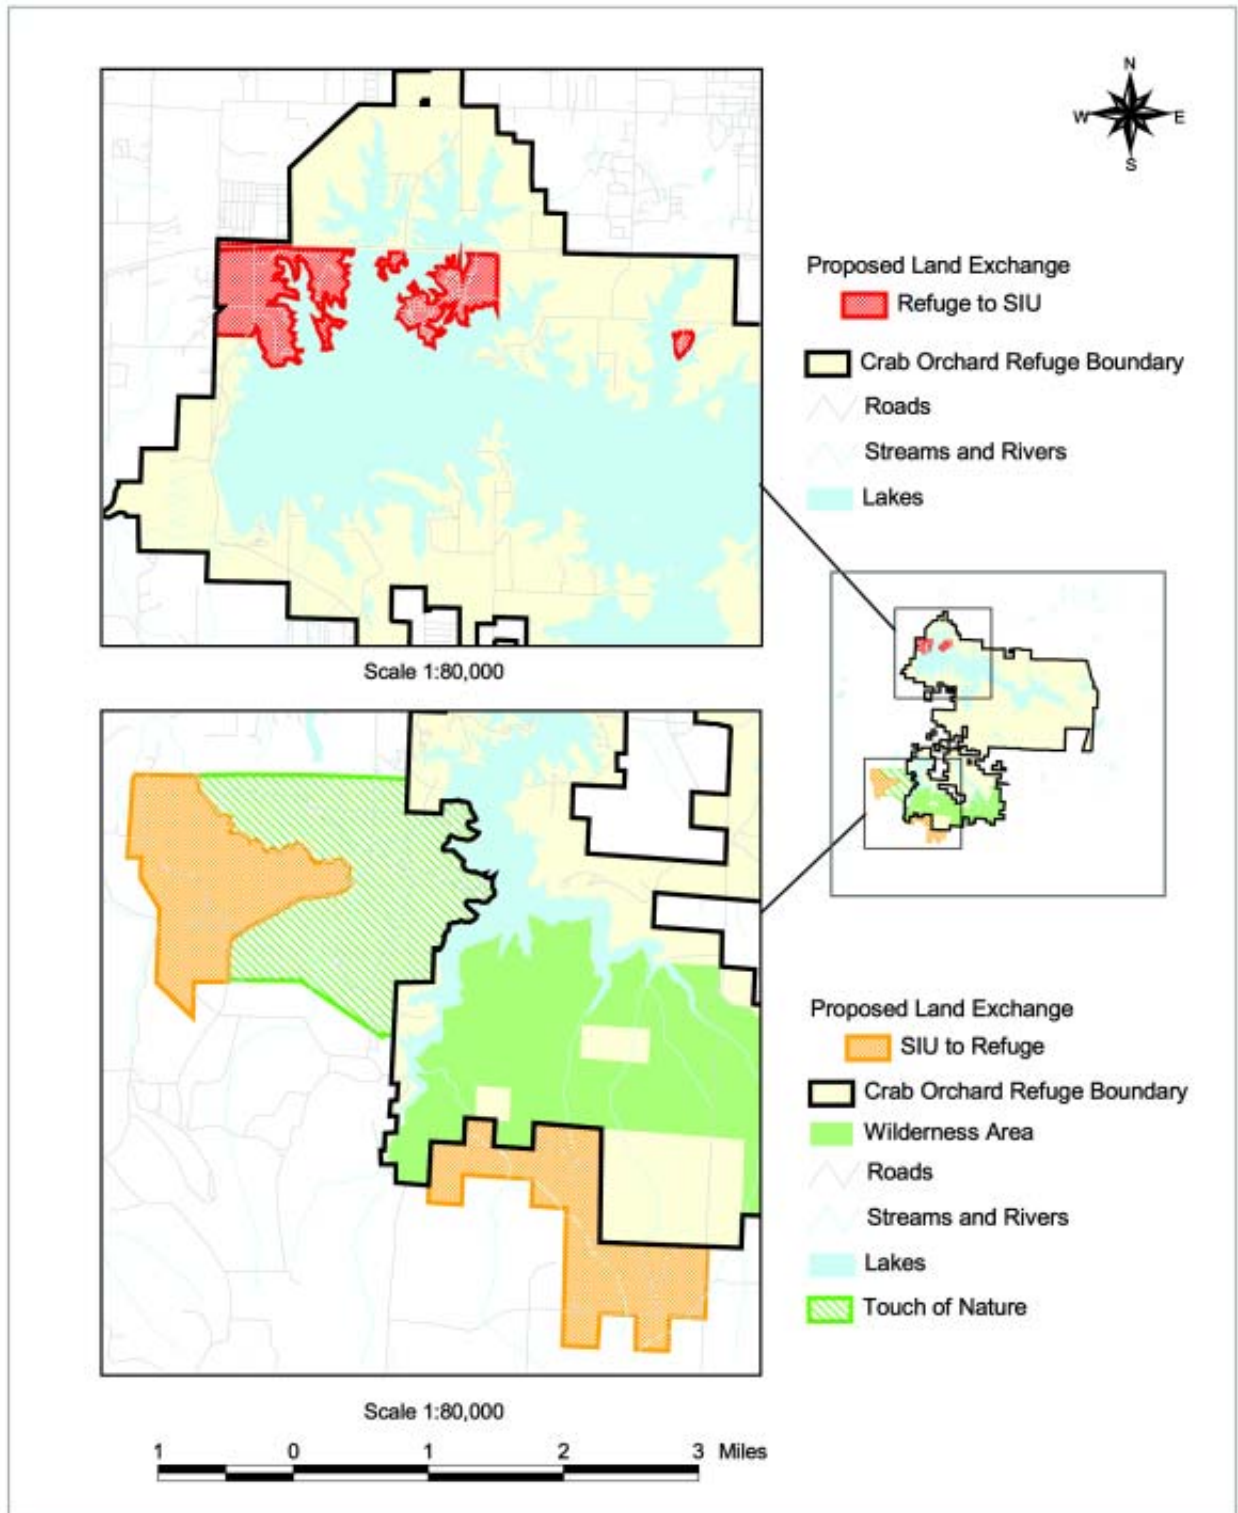 N
W E
S
Proposed Land Exchange
Refuge to SIU
Crab Orchard Refuge Boundary
Roads
Streams and Rivers
Lakes
Scale 1:80,000
Proposed Land Exchange
SIU to Refuge
Crab Orchard Refuge Boundary
Wilderness Area
Roads
Streams and Rivers
Lakes
Touch of Nature
Scale 1:80,000
1 0 1 2 3 Miles